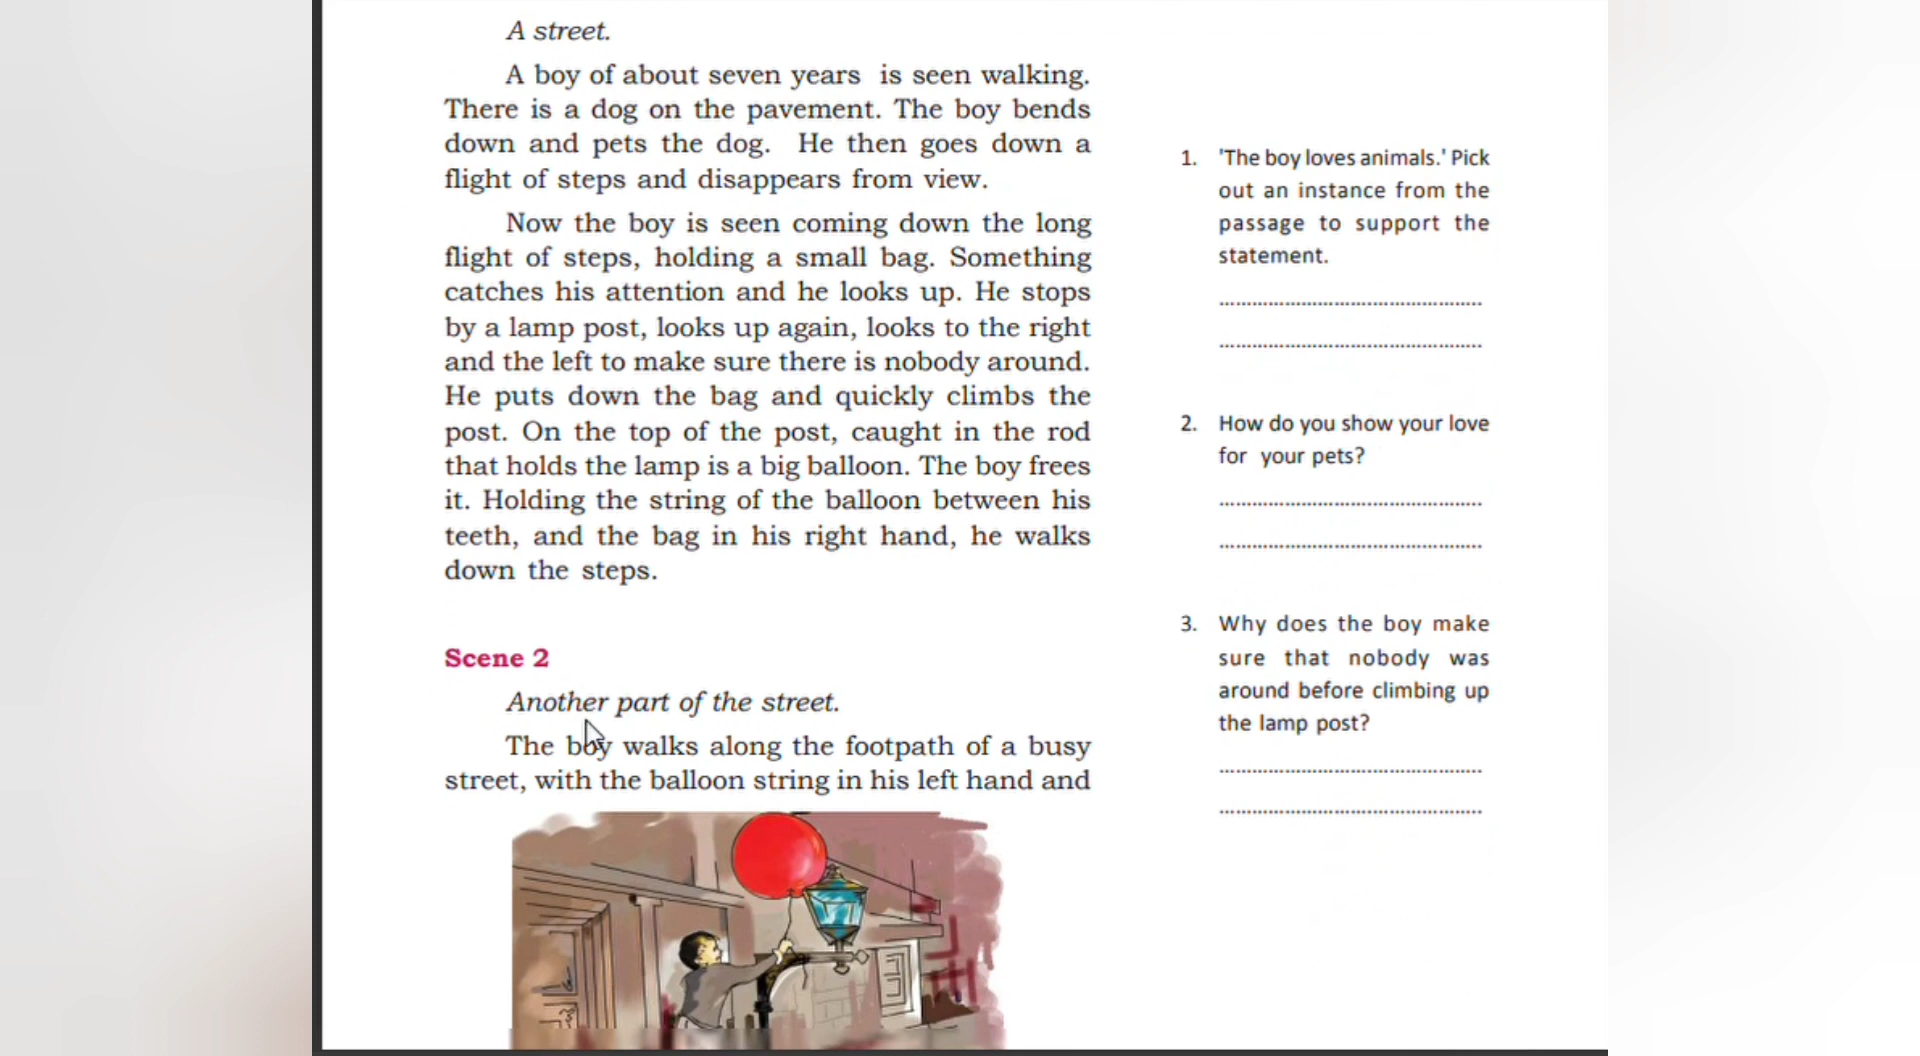 A street.
A boy of about seven years is seen walking.
There is a dog on the pavement. The boy bends
down and pets the dog. He then goes down a
flight of steps and disappears from view.
Now the boy is seen coming down the long
flight of steps, holding a small bag. Something
catches his attention and he looks up. He stops
by a lamp post, looks up again, looks to the right
and the left to make sure there is nobody around.
He puts down the bag and quickly climbs the
post. On the top of the post, caught in the rod
that holds the lamp is a big balloon. The boy frees
it. Holding the string of the balloon between his
teeth, and the bag in his right hand, he walks
down the steps.
Scene 2
Another part of the street.
The boy walks along the footpath of a busy
street, with the balloon string in his left hand and
1. 'The boy loves animals.' Pick
out an instance from the
passage to support the
statement.
2. How do you show your love
for your pets?
3. Why does the boy make
sure that nobody was
around before climbing up
the lamp post?